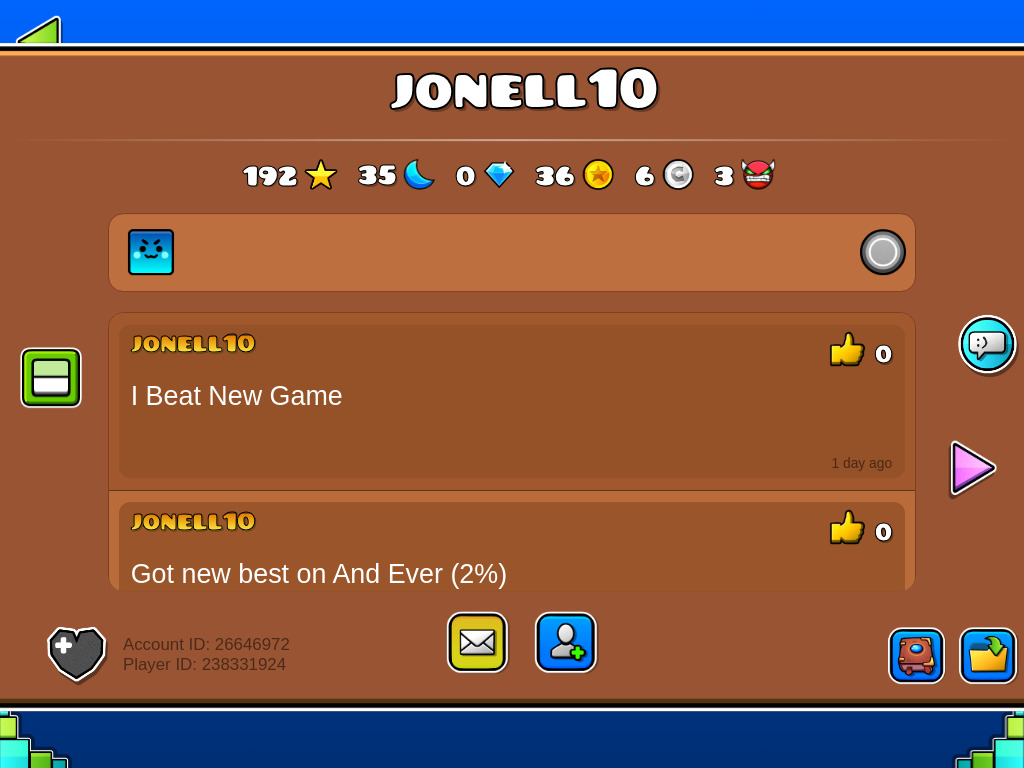 JONELL10
192 35 0 36 6 3
JONELL10
0
I Beat New Game
1 day ago
JONELL10
0
Got new best on And Ever (2%)
Account ID: 26646972
Player ID: 238331924